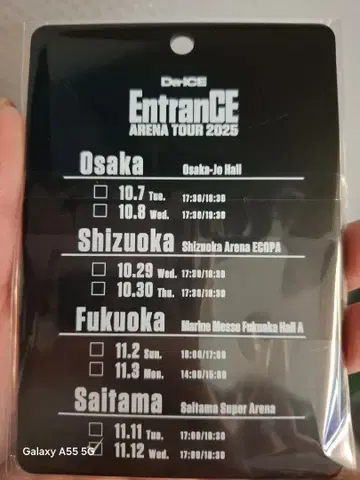 Da-iCE
EntranCE
ARENA TOUR 2025
Osaka Osaka-Jo Hall
10.7 Tue. 17:30/18:30
10.8 Wed. 17:30/18:30
Shizuoka Shizuoka Arena ECOPA
10.29 Wed. 17:30/18:30
10.30 Thu. 17:30/18:30
Fukuoka Marine Messe Fukuoka Hall A
11.2 Sun. 16:00/17:00
11.3 Mon. 14:00/15:00
Saitama Saitama Super Arena
11.11 Tue. 17:00/18:30
11.12 Wed. 17:00/18:30
Galaxy A55 5G